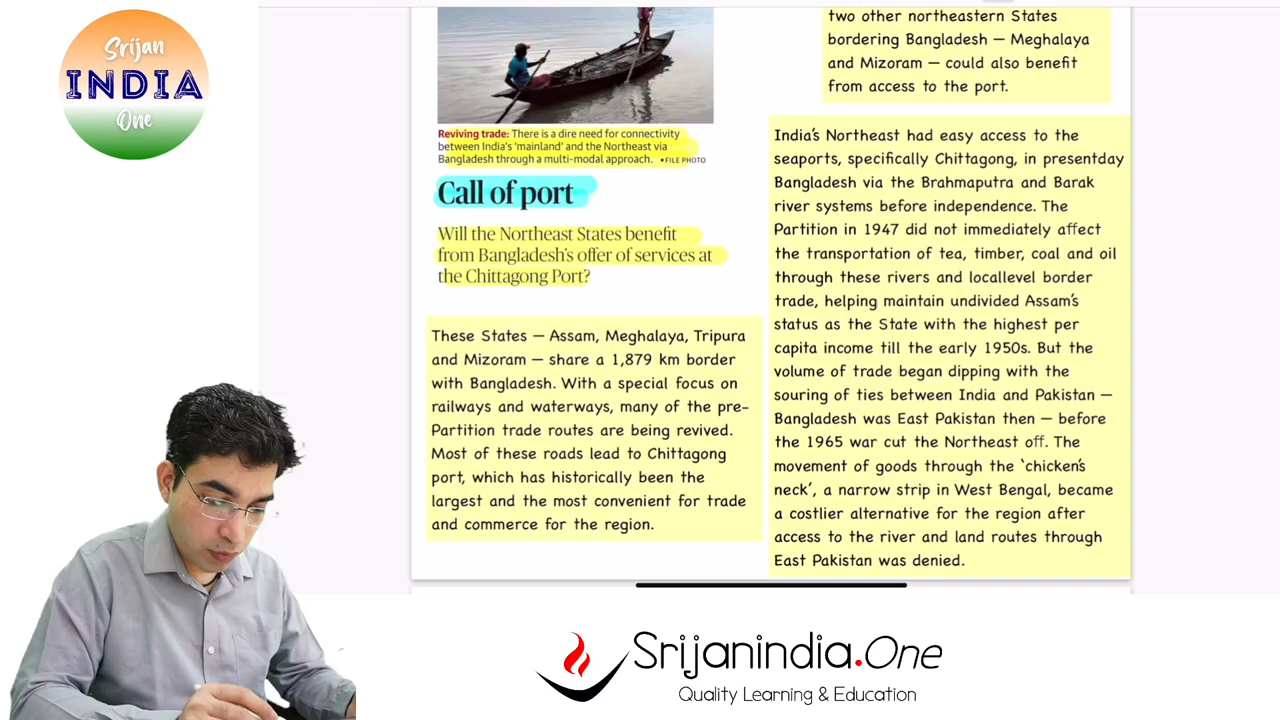 Srijan
INDIA
One
Reviving trade: There is a dire need for connectivity
between India's 'mainland' and the Northeast via
Bangladesh through a multi-modal approach. •FILE PHOTO
Call of port
Will the Northeast States benefit
from Bangladesh's offer of services at
the Chittagong Port?
These States — Assam, Meghalaya, Tripura
and Mizoram — share a 1,879 km border
with Bangladesh. With a special focus on
railways and waterways, many of the pre-
Partition trade routes are being revived.
Most of these roads lead to Chittagong
port, which has historically been the
largest and the most convenient for trade
and commerce for the region.
two other northeastern States
bordering Bangladesh — Meghalaya
and Mizoram — could also benefit
from access to the port.
India's Northeast had easy access to the
seaports, specifically Chittagong, in presentday
Bangladesh via the Brahmaputra and Barak
river systems before independence. The
Partition in 1947 did not immediately affect
the transportation of tea, timber, coal and oil
through these rivers and locallevel border
trade, helping maintain undivided Assam's
status as the State with the highest per
capita income till the early 1950s. But the
volume of trade began dipping with the
souring of ties between India and Pakistan —
Bangladesh was East Pakistan then — before
the 1965 war cut the Northeast off. The
movement of goods through the 'chicken's
neck', a narrow strip in West Bengal, became
a costlier alternative for the region after
access to the river and land routes through
East Pakistan was denied.
Srijanindia.One
Quality Learning & Education